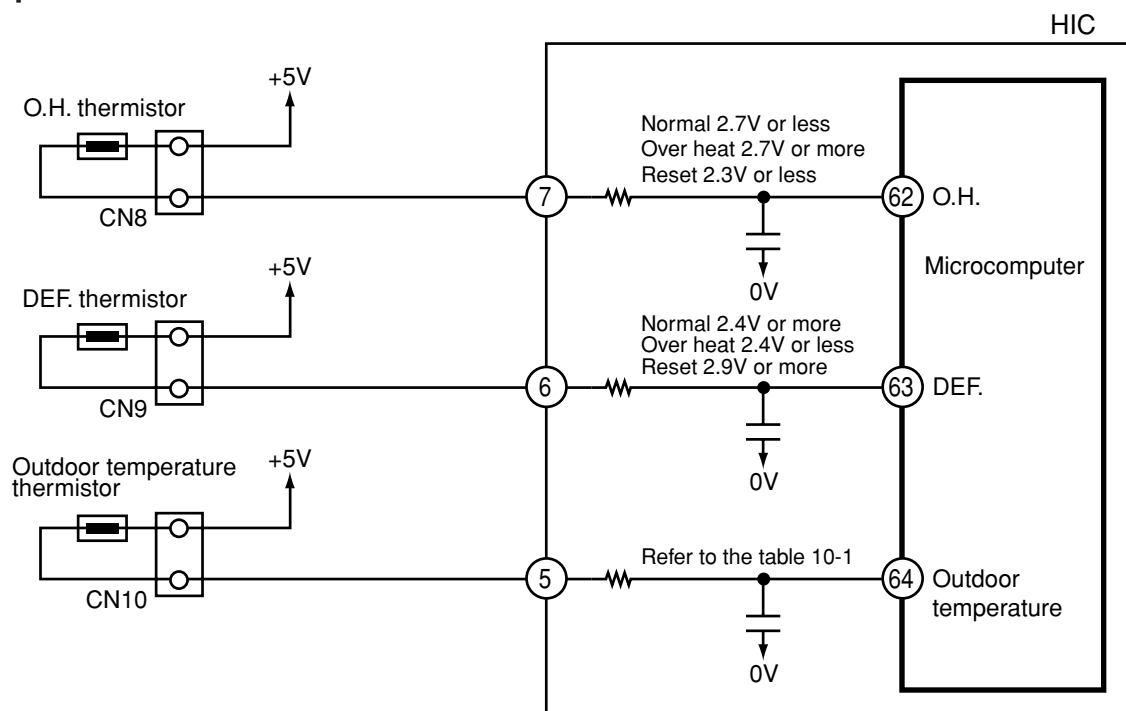 HIC
+5V
O.H. thermistor
CN8
7
Normal 2.7V or less
Over heat 2.7V or more
Reset 2.3V or less
0V
62
O.H.
Microcomputer
+5V
DEF. thermistor
CN9
6
Normal 2.4V or more
Over heat 2.4V or less
Reset 2.9V or more
0V
63
DEF.
+5V
Outdoor temperature
thermistor
CN10
5
Refer to the table 10-1
0V
64
Outdoor
temperature